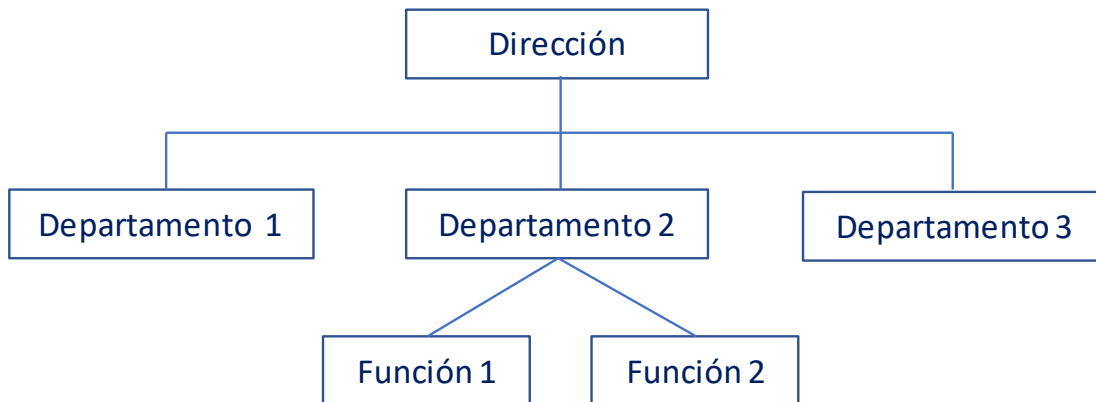 Dirección
Departamento 1
Departamento 2
Departamento 3
Función 1
Función 2